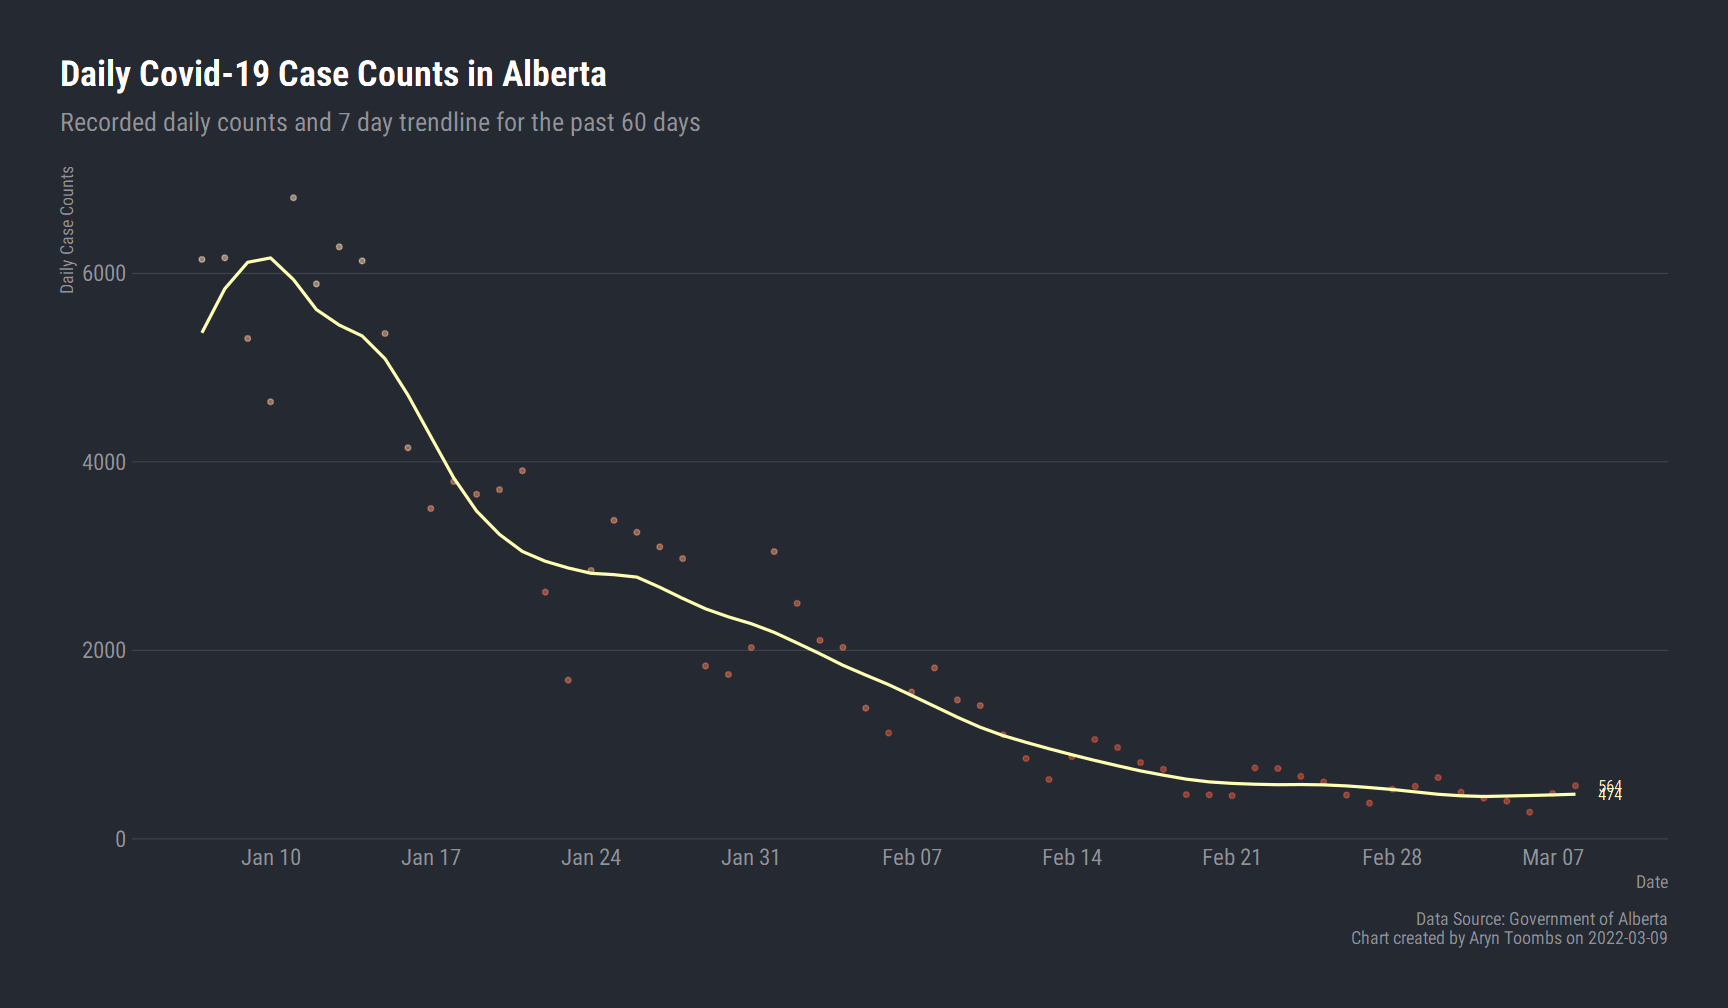 Daily Covid-19 Case Counts in Alberta
Recorded daily counts and 7 day trendline for the past 60 days
Daily Case Counts
6000
4000
2000
0
564
474
Jan 10 Jan 17 Jan 24 Jan 31 Feb 07 Feb 14 Feb 21 Feb 28 Mar 07
Date
Data Source: Government of Alberta
Chart created by Aryn Toombs on 2022-03-09